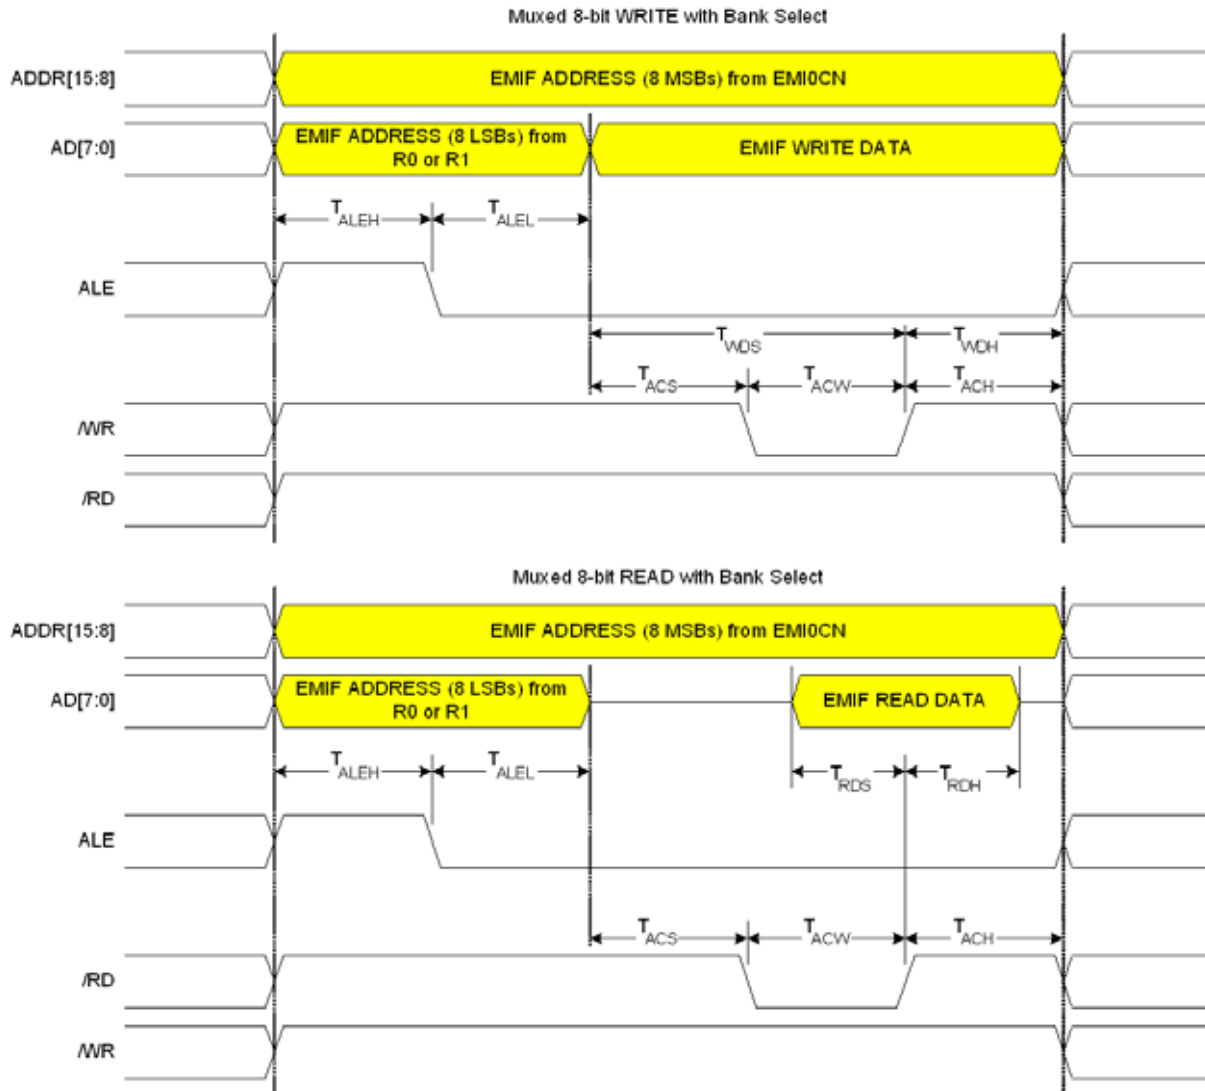 Muxed 8-bit WRITE with Bank Select
ADDR[15:8]
EMIF ADDRESS (8 MSBs) from EMI0CN
AD[7:0]
EMIF ADDRESS (8 LSBs) from
R0 or R1
EMIF WRITE DATA
TALEH
TALEL
ALE
TWDS
TWDH
TACS
TACW
TACH
/WR
/RD
Muxed 8-bit READ with Bank Select
ADDR[15:8]
EMIF ADDRESS (8 MSBs) from EMI0CN
AD[7:0]
EMIF ADDRESS (8 LSBs) from
R0 or R1
EMIF READ DATA
TALEH
TALEL
TRDS
TRDH
ALE
TACS
TACW
TACH
/RD
/WR